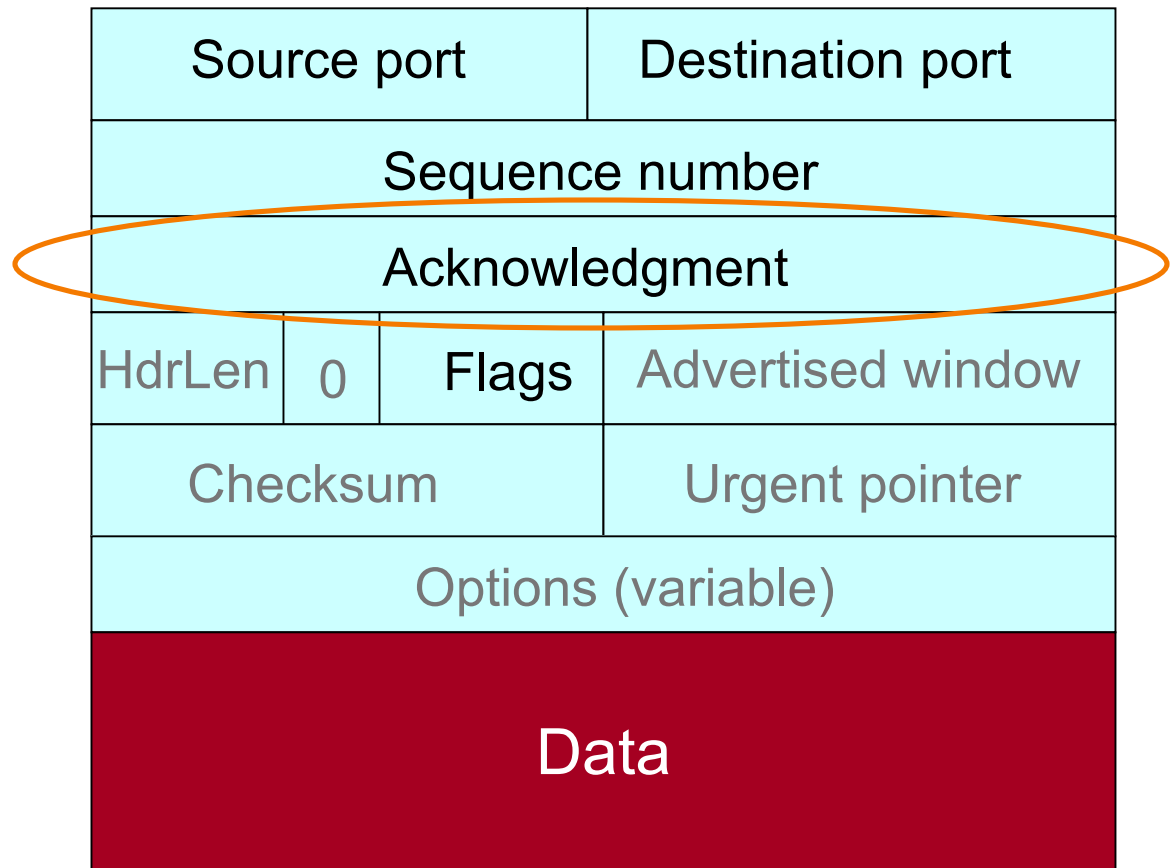 Source port Destination port
Sequence number
Acknowledgment
HdrLen 0 Flags Advertised window
Checksum Urgent pointer
Options (variable)
Data